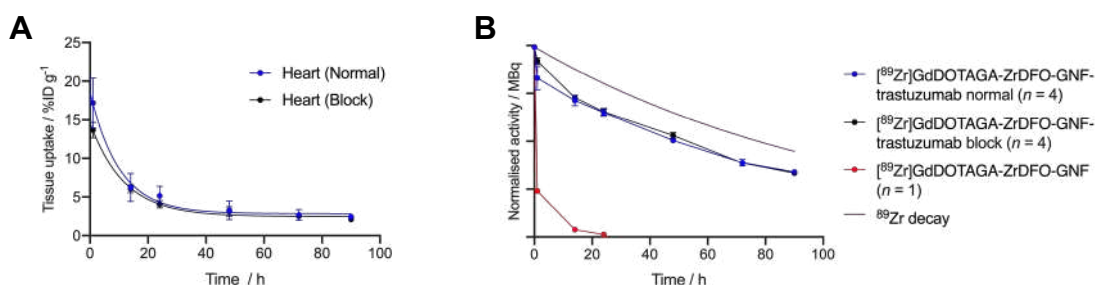 A
25
20
15
10
5
0
0 20 40 60 80 100
Tissue uptake / %ID g⁻¹
Time / h
Heart (Normal)
Heart (Block)
B
Normalised activity / MBq
0 20 40 60 80 100
Time / h
[⁸⁹Zr]GdDOTAGA-ZrDFO-GNF-
trastuzumab normal (n = 4)
[⁸⁹Zr]GdDOTAGA-ZrDFO-GNF-
trastuzumab block (n = 4)
[⁸⁹Zr]GdDOTAGA-ZrDFO-GNF
(n = 1)
⁸⁹Zr decay